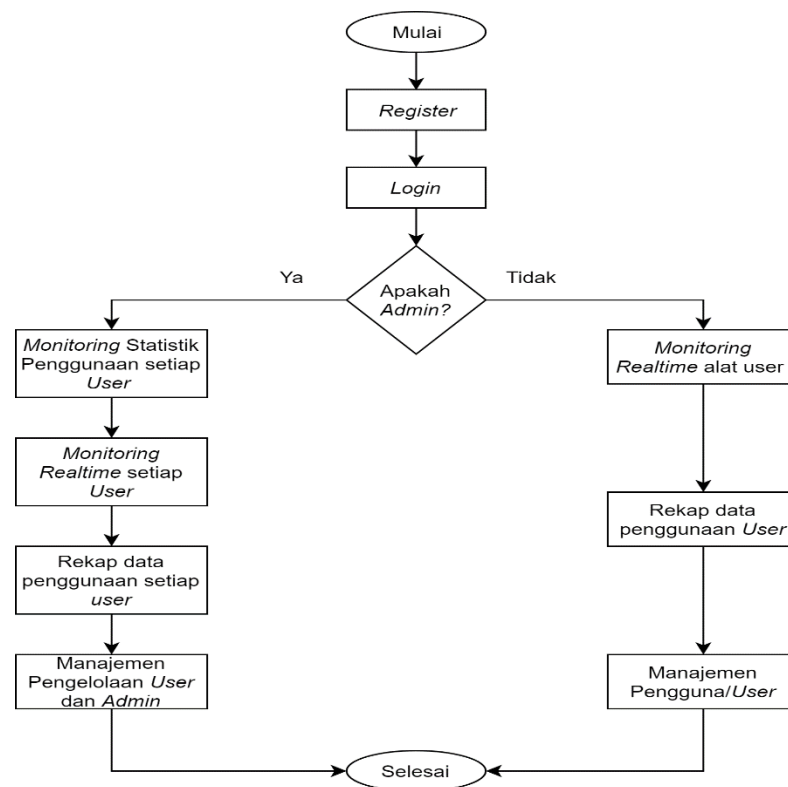 Mulai
Register
Login
Apakah
Admin?
Ya
Tidak
Monitoring Statistik
Penggunaan setiap
User
Monitoring
Realtime setiap
User
Rekap data
penggunaan setiap
user
Manajemen
Pengelolaan User
dan Admin
Monitoring
Realtime alat user
Rekap data
penggunaan User
Manajemen
Pengguna/User
Selesai